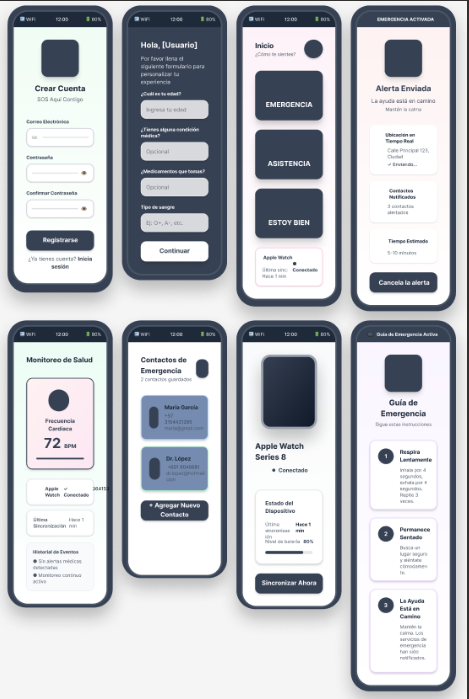 WiFi 12:00 80%
Crear Cuenta
SOS Aquí Contigo
Correo Electrónico
Contraseña
Confirmar Contraseña
Registrarse
¿Ya tienes cuenta? Inicia
sesión
WiFi 12:00 80%
Hola, [Usuario]
Por favor llena el
siguiente formulario para
personalizar tu
experiencia
¿Cuál es tu edad?
Ingresa tu edad
¿Tienes alguna condición
médica?
Opcional
¿Medicamentos que tomas?
Opcional
Tipo de sangre
Ej. O+, A-, etc.
Continuar
WiFi 12:00 80%
Inicio
¿Cómo te sientes?
EMERGENCIA
ASISTENCIA
ESTOY BIEN
Apple Watch
Última sinc.: Conectado
Hace 1 min
EMERGENCIA ACTIVADA
Alerta Enviada
La ayuda está en camino
Mantén la calma
Ubicación en
Tiempo Real
Calle Principal 123,
Ciudad
✓ Enviando...
Contactos
Notificados
3 contactos
alertados
Tiempo Estimado
5-10 minutos
Cancela la alerta
WiFi 12:00 80%
Monitoreo de Salud
Frecuencia
Cardíaca
72 BPM
Apple ✓
Watch Conectado
Última Hace 1
Sincronización min
Historial de Eventos
Sin alertas médicas
detectadas
Monitoreo continuo
activo
WiFi 12:00 80%
Contactos de
Emergencia
2 contactos guardados
María García
Dr. López
+ Agregar Nuevo
Contacto
WiFi 12:00 80%
Apple Watch
Series 8
Conectado
Estado del
Dispositivo
Última Hace 1
min
Nivel de batería 80%
Sincronizar Ahora
Guía de Emergencia Activa
Guía de
Emergencia
Sigue estas instrucciones
1 Respira
Lentamente
Inhala por 4
segundos,
exhala por 4
segundos.
Repite 3
veces.
2 Permanece
Sentado
Busca un
lugar seguro
y siéntate
3 La Ayuda
Está en
Camino
Mantén la
calma. Los
servicios de
emergencia
han sido
notificados.